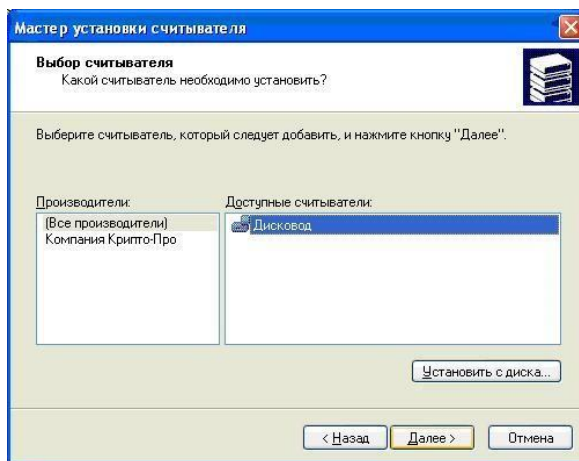 Мастер установки считывателя
Выбор считывателя
Какой считыватель необходимо установить?
Выберите считыватель, который следует добавить, и нажмите кнопку "Далее".
Производители:
(Все производители)
Компания Крипто-Про
Доступные считыватели:
Дисковод
Установить с диска...
< Назад
Далее >
Отмена